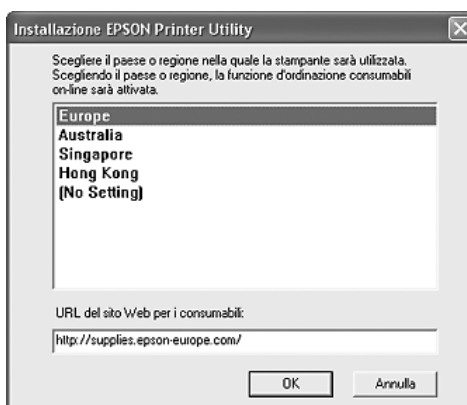 Installazione EPSON Printer Utility
Scegliere il paese o regione nella quale la stampante sarà utilizzata.
Scegliendo il paese o regione, la funzione d'ordinazione consumabili
on-line sarà attivata.
Europe
Australia
Singapore
Hong Kong
(No Setting)
URL del sito Web per i consumabili:
http://supplies.epson-europe.com/
OK
Annulla